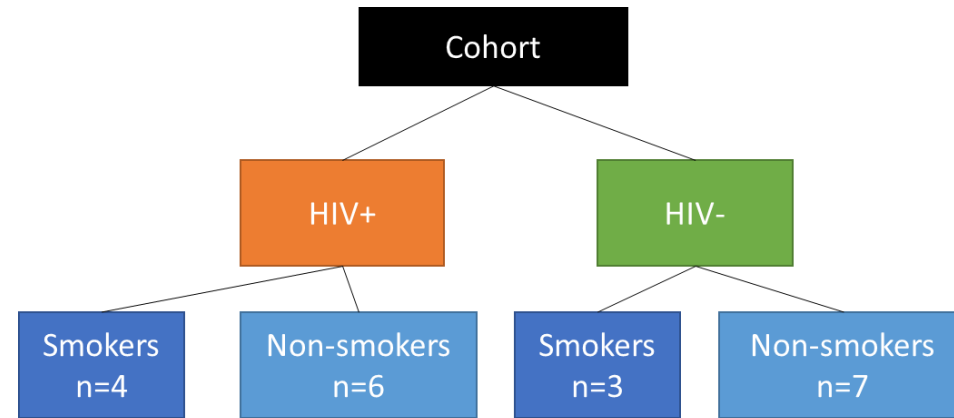 Cohort
HIV+
HIV-
Smokers
n=4
Non-smokers
n=6
Smokers
n=3
Non-smokers
n=7